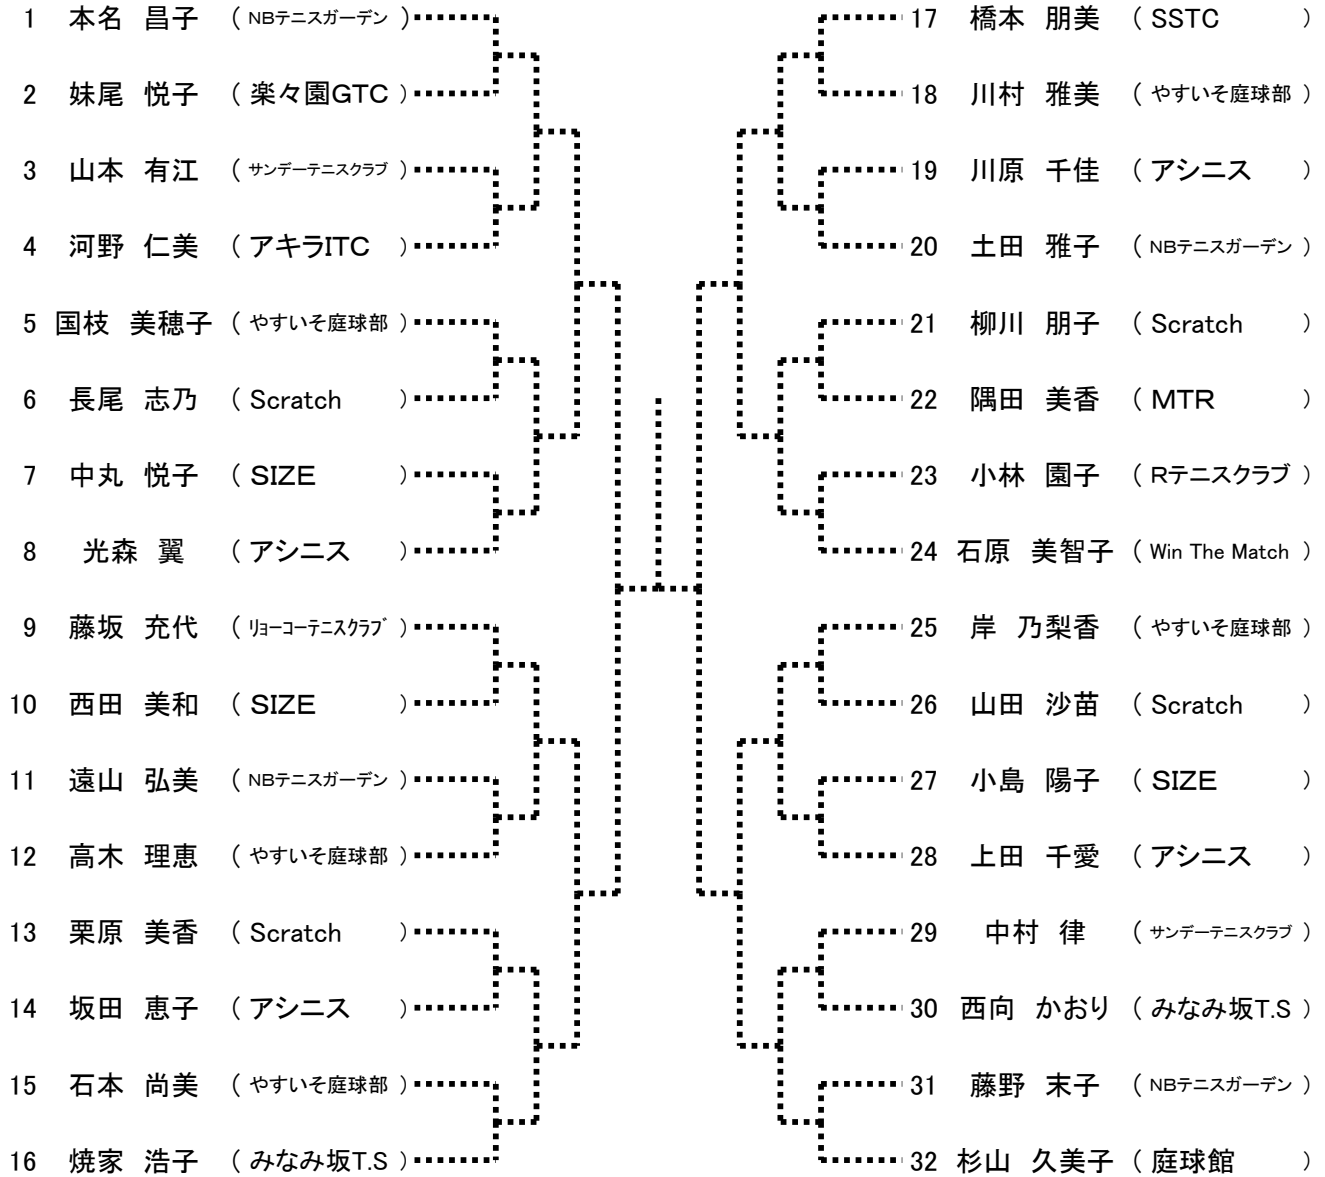 1 本名 昌子 ( NBテニスガーデン )
2 妹尾 悦子 ( 楽々園GTC )
3 山本 有江 ( サンデーテニスクラブ )
4 河野 仁美 ( アキラITC )
5 国枝 美穂子 ( やすいそ庭球部 )
6 長尾 志乃 ( Scratch )
7 中丸 悦子 ( SIZE )
8 光森 翼 ( アシニス )
9 藤坂 充代 ( ﾘｮｰｺｰﾃﾆｽｸﾗﾌﾞ )
10 西田 美和 ( SIZE )
11 遠山 弘美 ( NBテニスガーデン )
12 高木 理恵 ( やすいそ庭球部 )
13 栗原 美香 ( Scratch )
14 坂田 恵子 ( アシニス )
15 石本 尚美 ( やすいそ庭球部 )
16 焼家 浩子 ( みなみ坂T.S )
17 橋本 朋美 ( SSTC )
18 川村 雅美 ( やすいそ庭球部 )
19 川原 千佳 ( アシニス )
20 土田 雅子 ( NBテニスガーデン )
21 柳川 朋子 ( Scratch )
22 隅田 美香 ( MTR )
23 小林 園子 ( Rテニスクラブ )
24 石原 美智子 ( Win The Match )
25 岸 乃梨香 ( やすいそ庭球部 )
26 山田 沙苗 ( Scratch )
27 小島 陽子 ( SIZE )
28 上田 千愛 ( アシニス )
29 中村 律 ( サンデーテニスクラブ )
30 西向 かおり ( みなみ坂T.S )
31 藤野 末子 ( NBテニスガーデン )
32 杉山 久美子 ( 庭球館 )